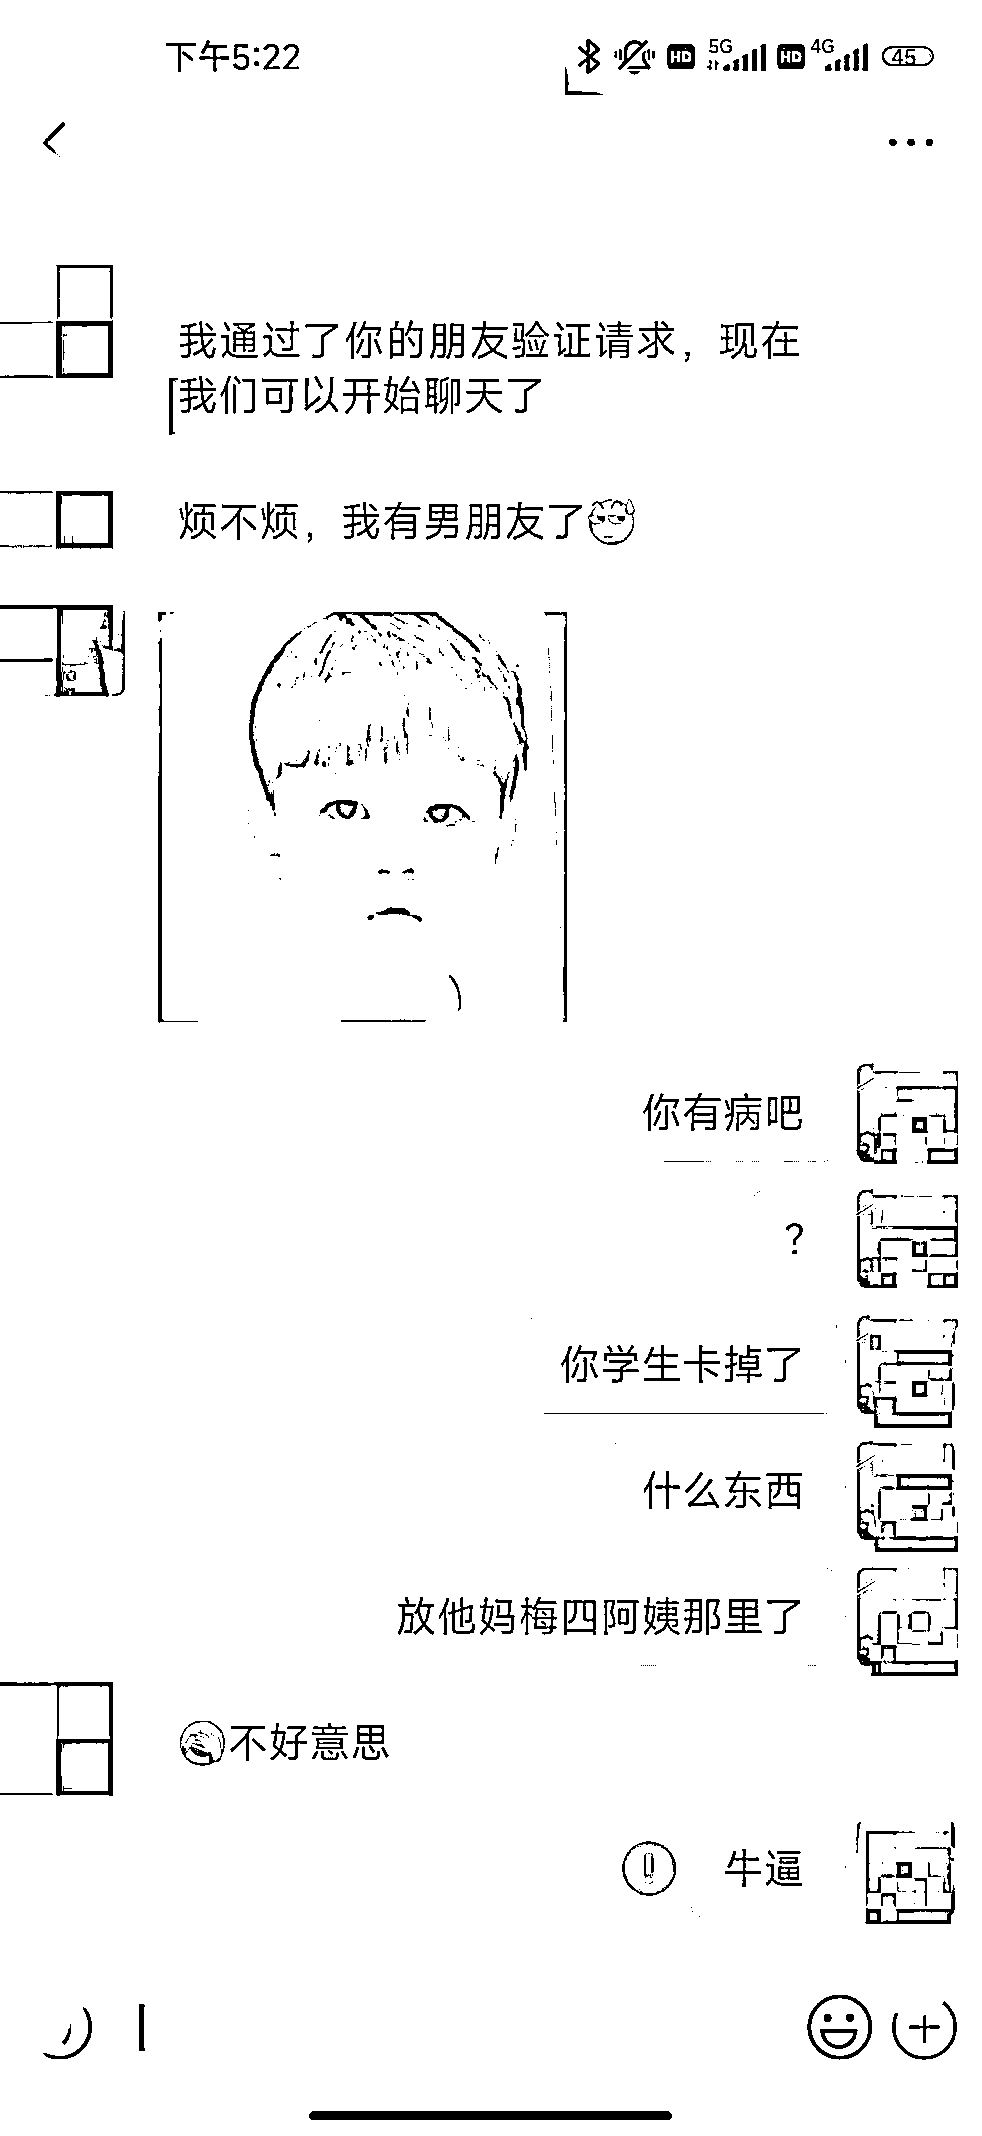 下午5:22
HD 5G HD 4G 45
我通过了你的朋友验证请求，现在
我们可以开始聊天了
烦不烦，我有男朋友了
你有病吧
？
你学生卡掉了
什么东西
放他妈梅四阿姨那里了
不好意思
牛逼